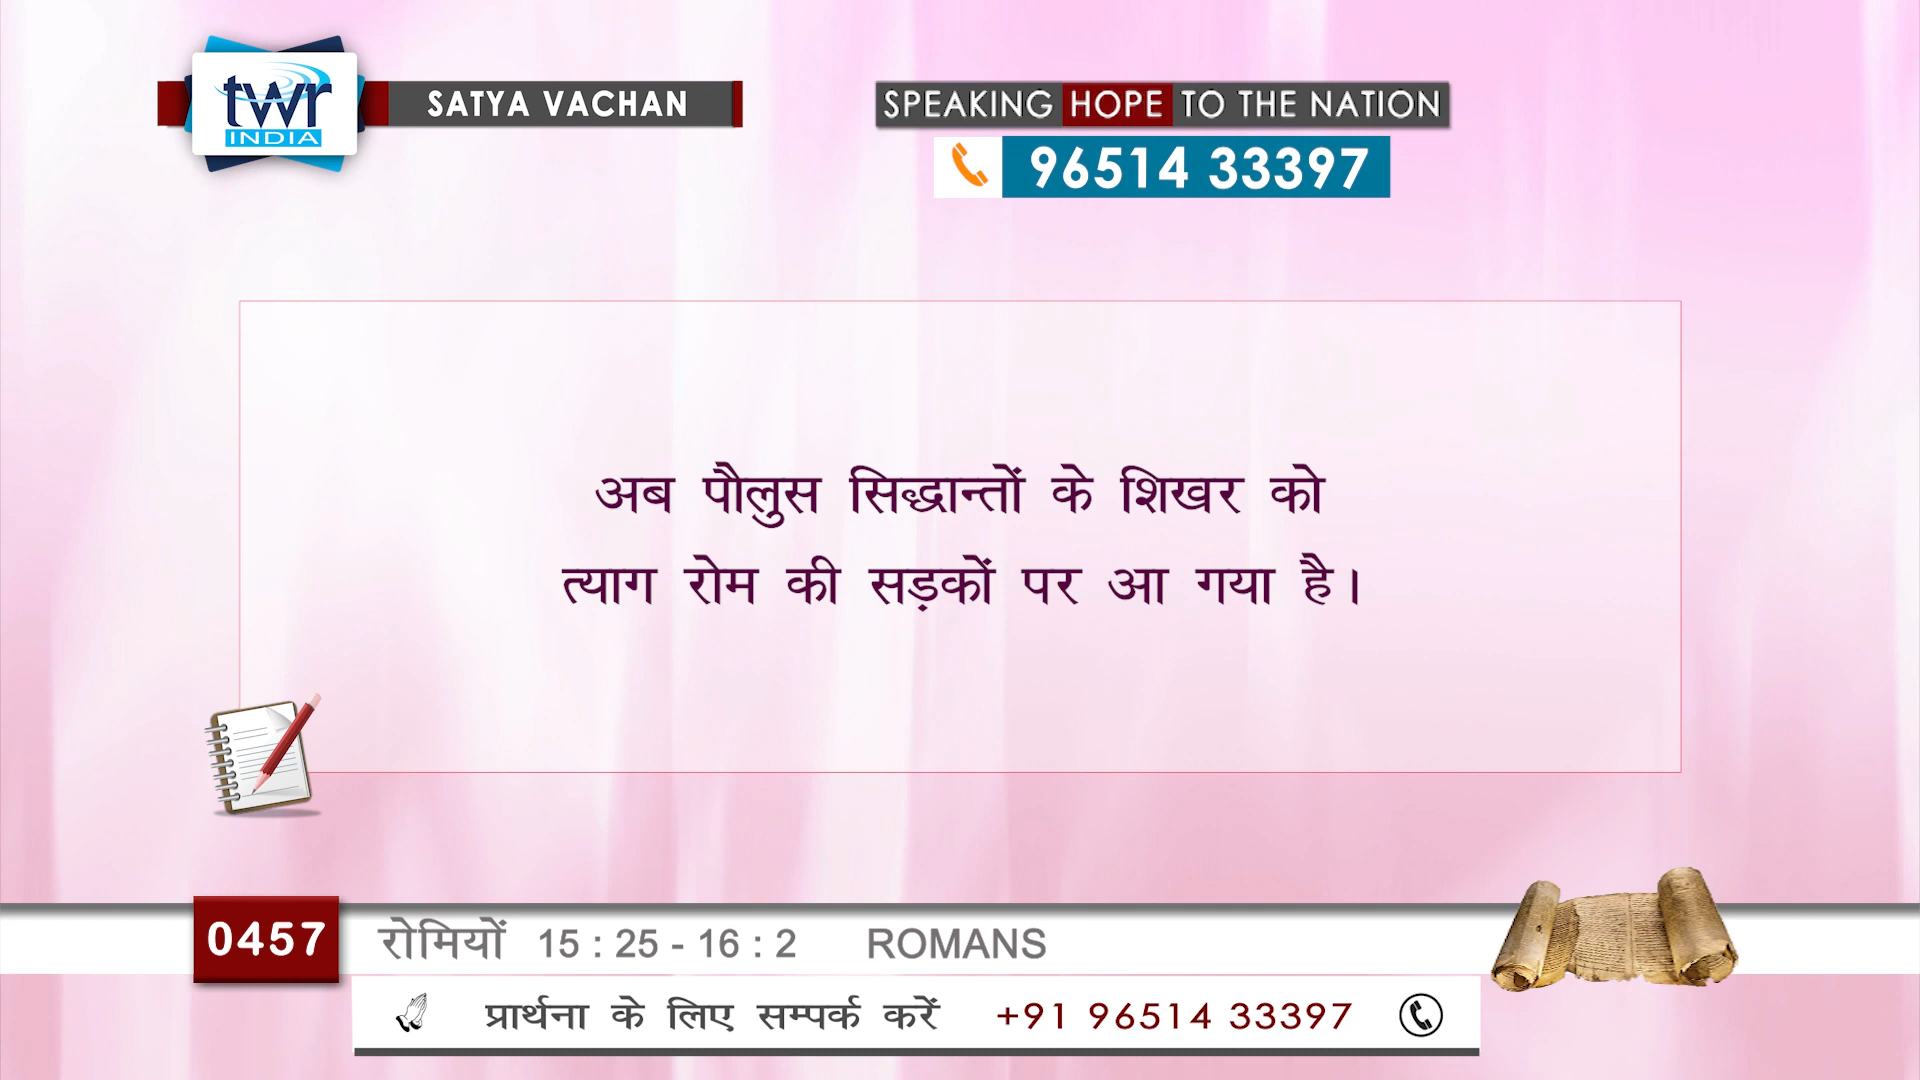 twr
INDIA
SATYA VACHAN
SPEAKING HOPE TO THE NATION
96514 33397
अब पौलुस सिद्धान्तों के शिखर को
त्याग रोम की सड़कों पर आ गया है।
0457
रोमियों 15 : 25 - 16 : 2 ROMANS
प्रार्थना के लिए सम्पर्क करें +91 96514 33397